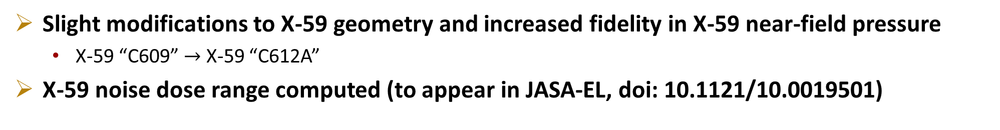 ➢ Slight modifications to X-59 geometry and increased fidelity in X-59 near-field pressure
• X-59 “C609” → X-59 “C612A”
➢ X-59 noise dose range computed (to appear in JASA-EL, doi: 10.1121/10.0019501)